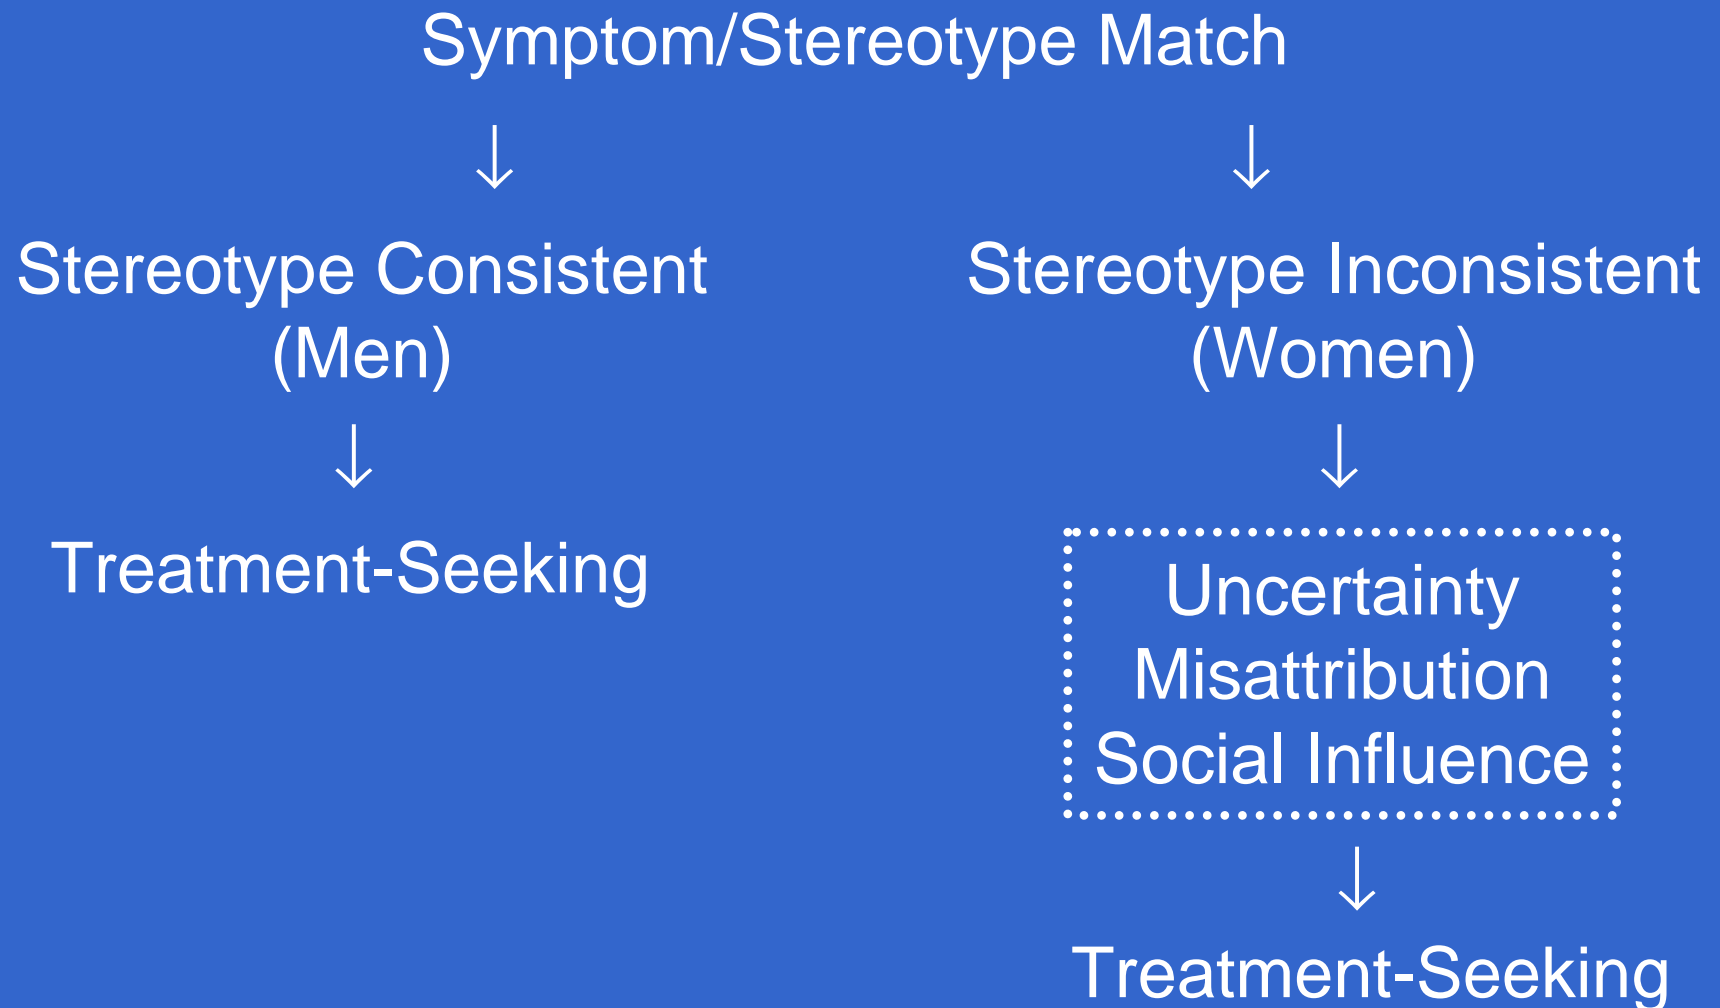 Symptom/Stereotype Match
↓ ↓
Stereotype Consistent
(Men)
↓
Treatment-Seeking
Stereotype Inconsistent
(Women)
↓
Uncertainty
Misattribution
Social Influence
↓
Treatment-Seeking